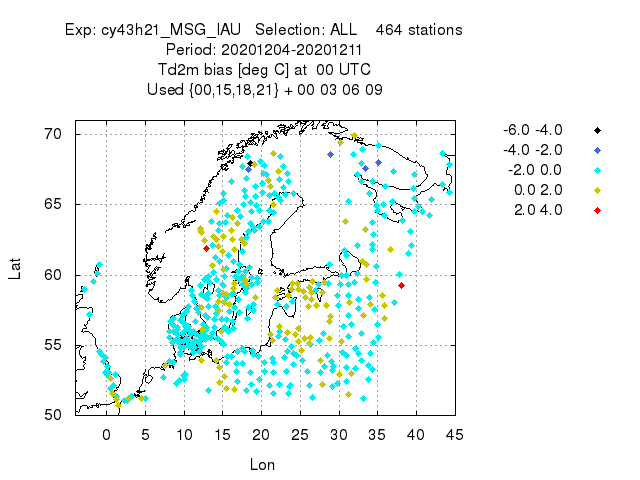 Exp: cy43h21_MSG_IAU Selection: ALL 464 stations
Period: 20201204-20201211
Td2m bias [deg C] at 00 UTC
Used {00,15,18,21} + 00 03 06 09
-6.0 -4.0
-4.0 -2.0
-2.0 0.0
0.0 2.0
2.0 4.0
70
65
60
55
50
Lat
0 5 10 15 20 25 30 35 40 45
Lon